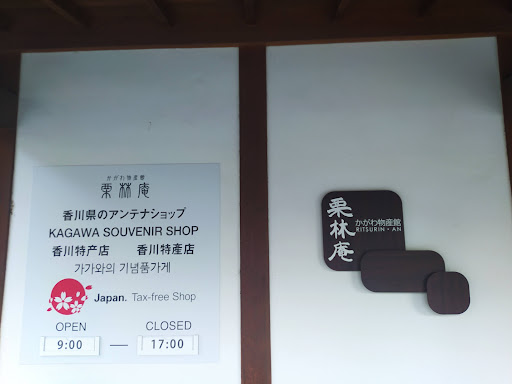 かがわ物産館
栗林庵
香川県のアンテナショップ
KAGAWA SOUVENIR SHOP
香川特产店 香川特產店
가가와의 기념품가게
Japan. Tax-free Shop
OPEN CLOSED
9:00 — 17:00
栗林庵
かがわ物産館
RITSURIN・AN